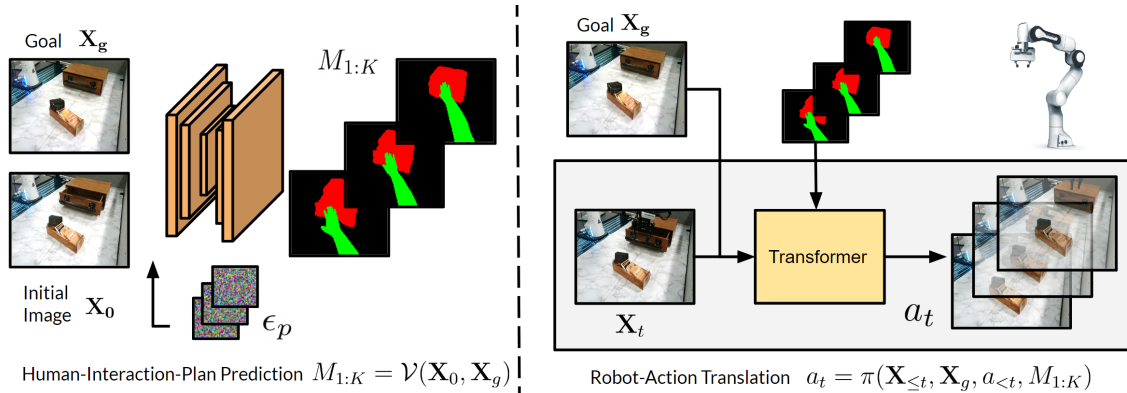 Goal X_g
M_{1:K}
Initial
Image X_0
ϵ_p
Human-Interaction-Plan Prediction M_{1:K} = 𝒱(X_0, X_g)
Goal X_g
Transformer
X_t
a_t
Robot-Action Translation a_t = π(X_{≤t}, X_g, a_{<t}, M_{1:K})